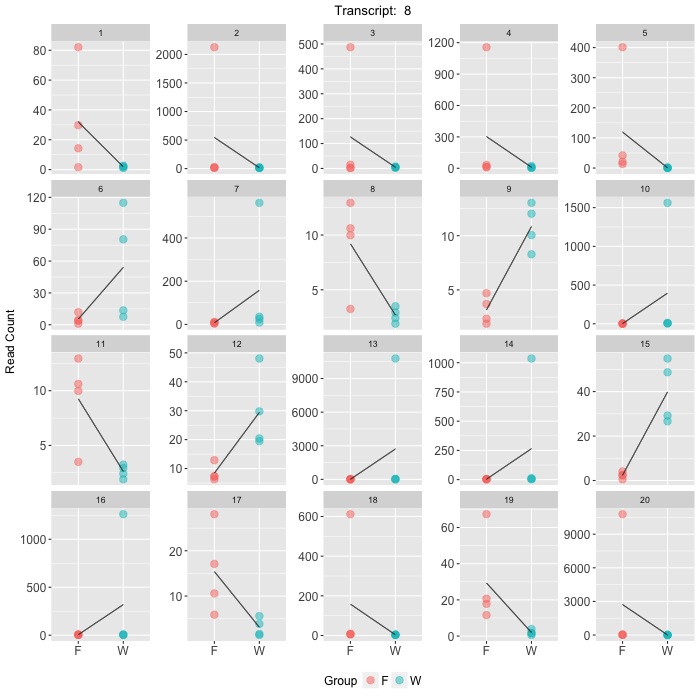 Transcript: 8
1 2 3 4 5
80 60 40 20 0
2000 1500 1000 500 0
500 400 300 200 100 0
1200 900 600 300 0
400 300 200 100 0
6 7 8 9 10
120 90 60 30 0
400 200 0
10 5
10 5
1500 1000 500 0
Read Count
11 12 13 14 15
10 5
50 40 30 20 10
9000 6000 3000 0
1000 750 500 250 0
40 20 0
16 17 18 19 20
1000 500 0
20 10
600 400 200 0
60 40 20 0
9000 6000 3000 0
F W F W F W F W F W
Group F W